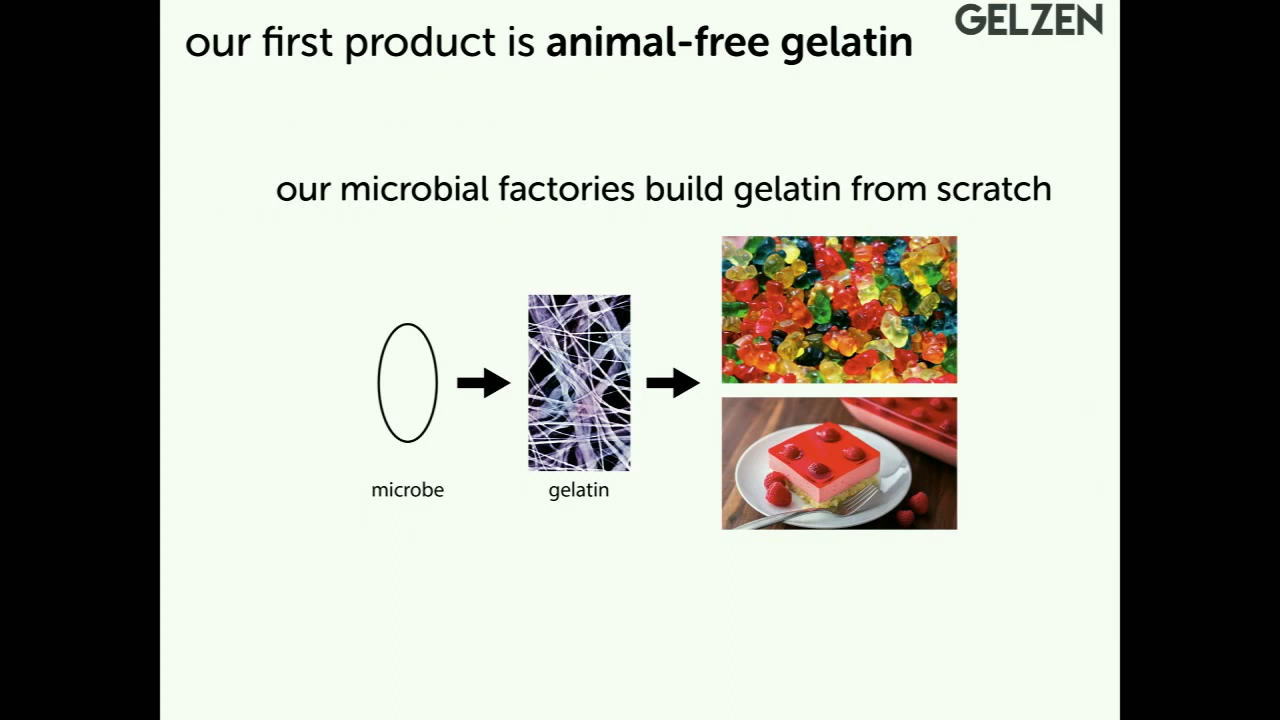 our first product is animal-free gelatin
GELZEN
our microbial factories build gelatin from scratch
microbe
gelatin